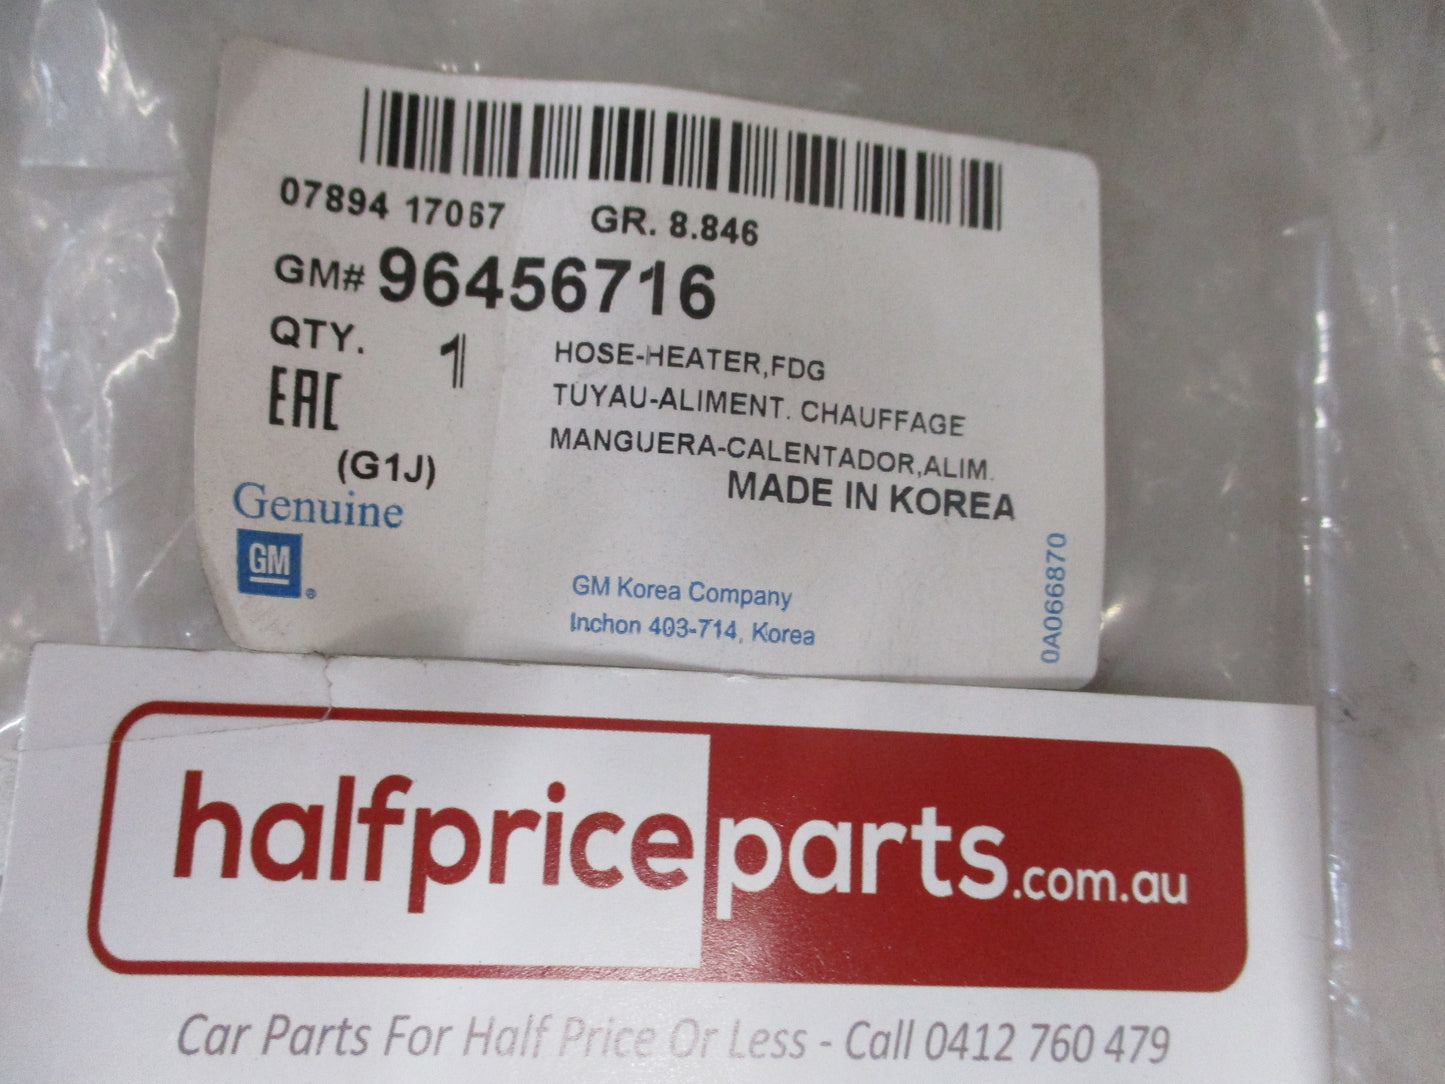 07894 17067 GR. 8.846
GM# 96456716
QTY. 1
HOSE-HEATER,FDG
TUYAU-ALIMENT. CHAUFFAGE
MANGUERA-CALENTADOR,ALIM.
EAC
(G1J)
MADE IN KOREA
Genuine
GM ®
GM Korea Company
Inchon 403-714, Korea
0A066870
halfpriceparts.com.au
Car Parts For Half Price Or Less - Call 0412 760 479